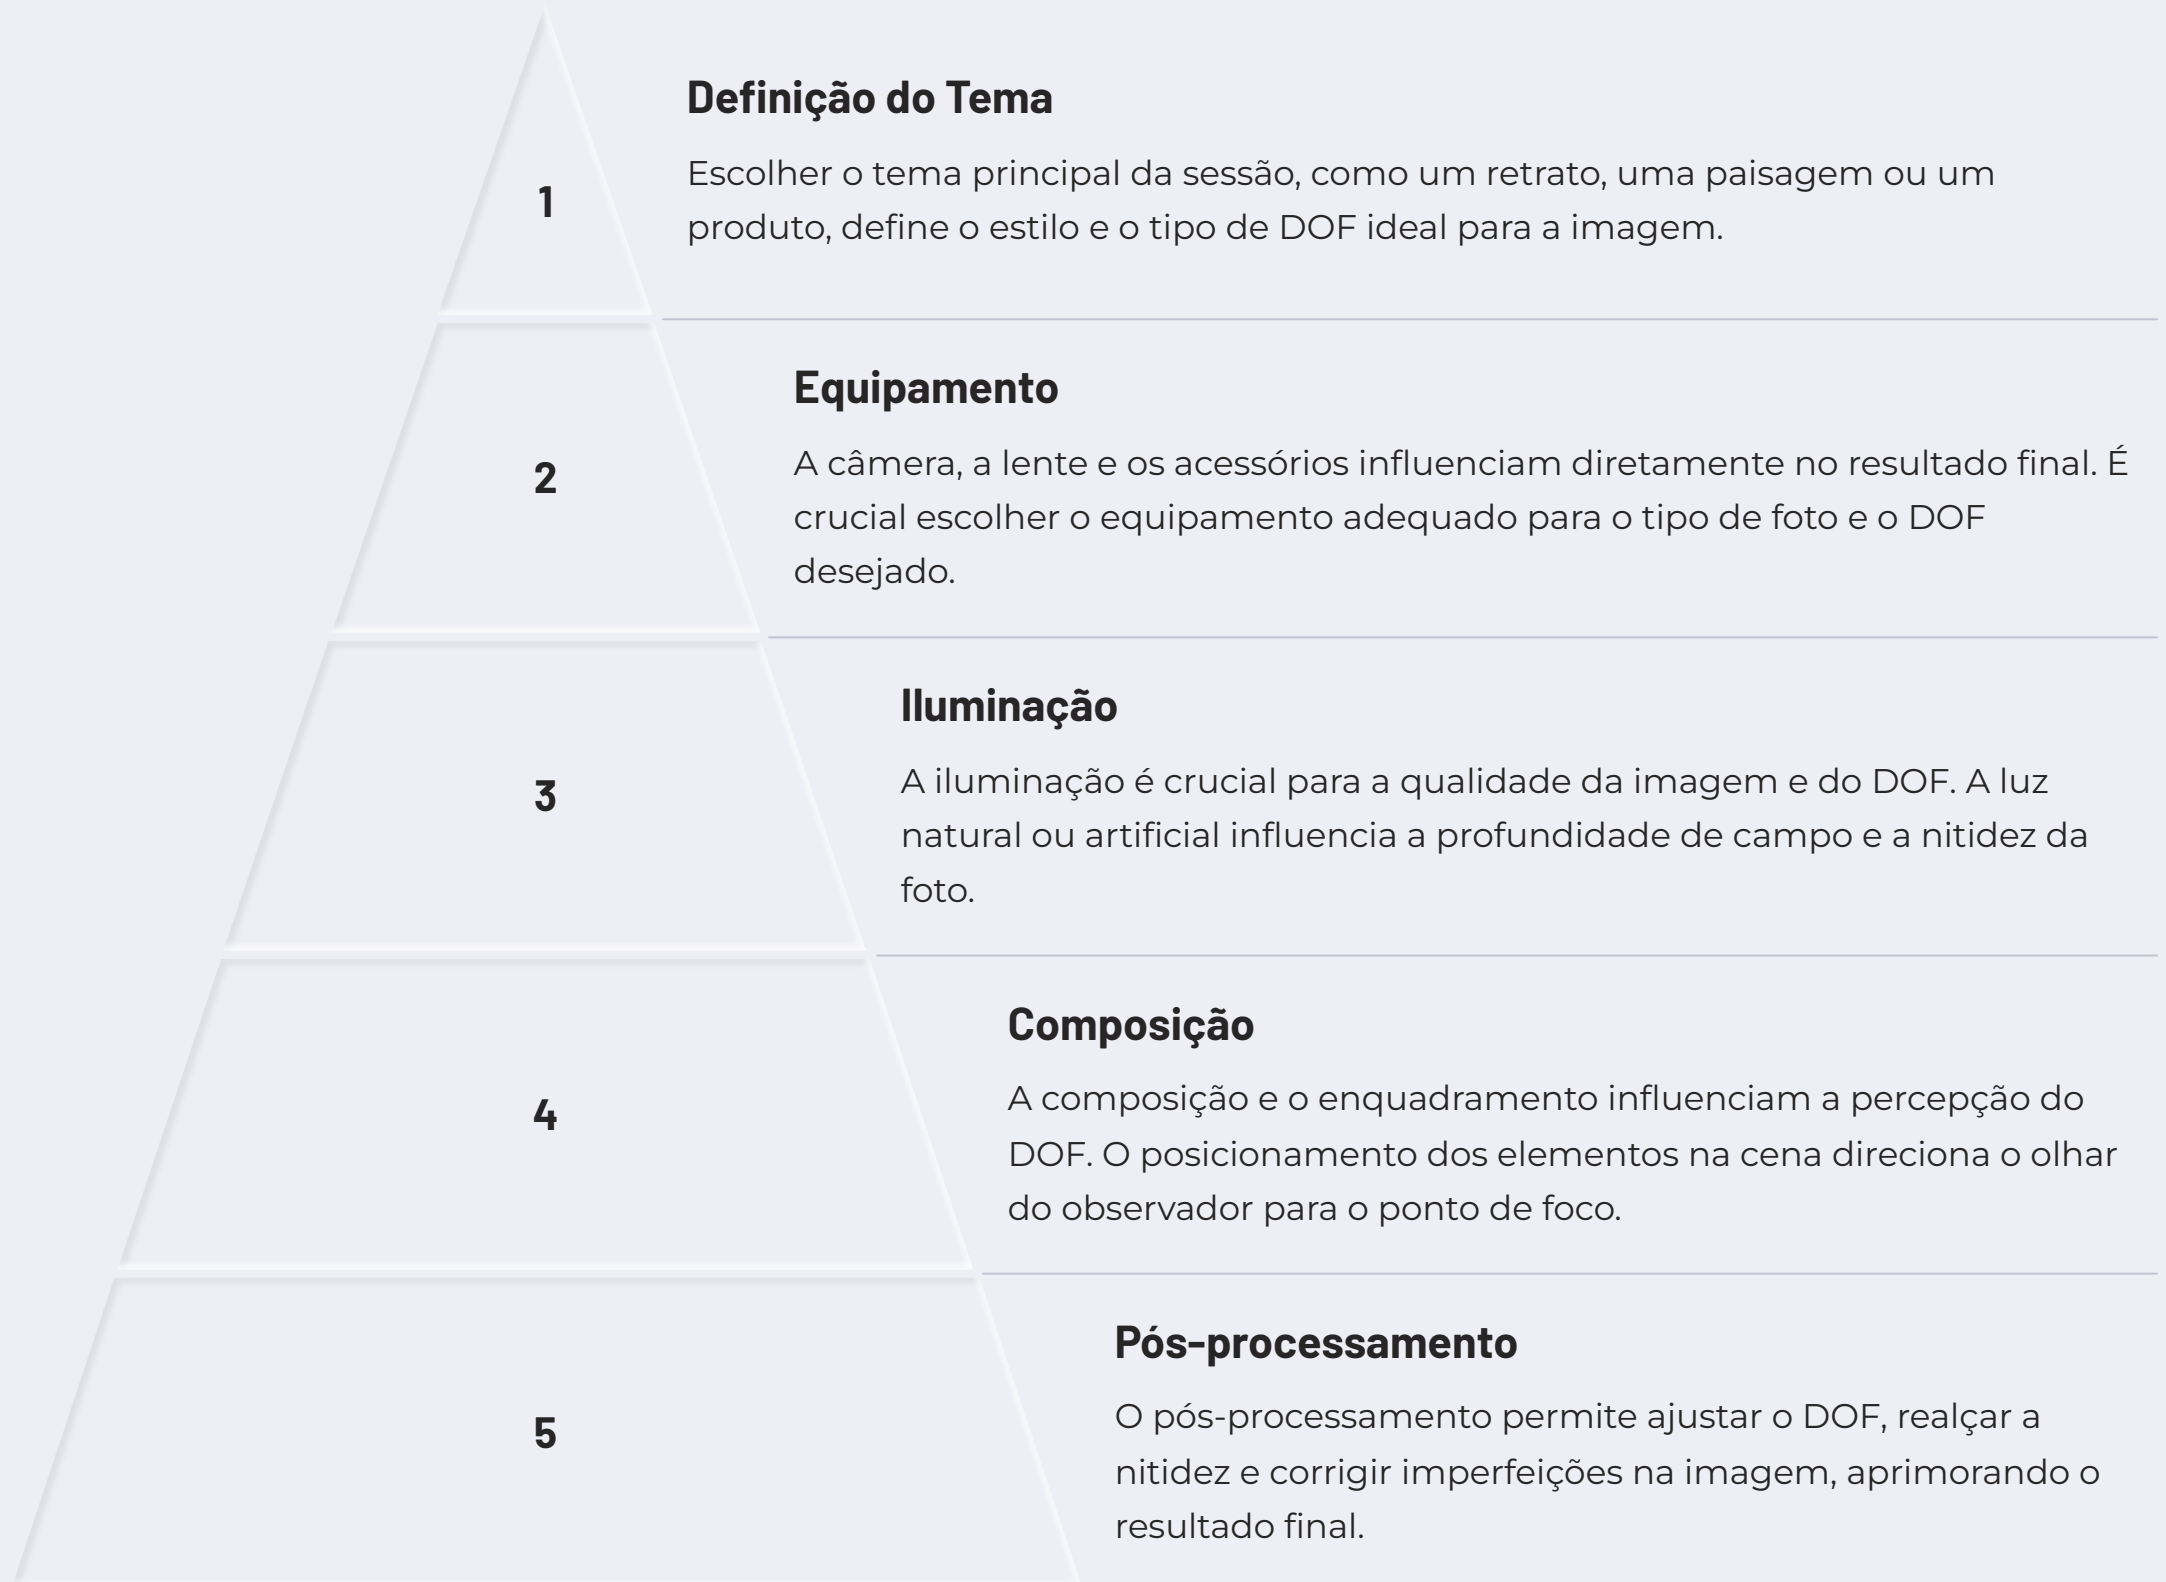 Definição do Tema
1
Escolher o tema principal da sessão, como um retrato, uma paisagem ou um
produto, define o estilo e o tipo de DOF ideal para a imagem.
Equipamento
2
A câmera, a lente e os acessórios influenciam diretamente no resultado final. É
crucial escolher o equipamento adequado para o tipo de foto e o DOF
desejado.
Iluminação
3
A iluminação é crucial para a qualidade da imagem e do DOF. A luz
natural ou artificial influencia a profundidade de campo e a nitidez da
foto.
Composição
4
A composição e o enquadramento influenciam a percepção do
DOF. O posicionamento dos elementos na cena direciona o olhar
do observador para o ponto de foco.
Pós-processamento
5
O pós-processamento permite ajustar o DOF, realçar a
nitidez e corrigir imperfeições na imagem, aprimorando o
resultado final.